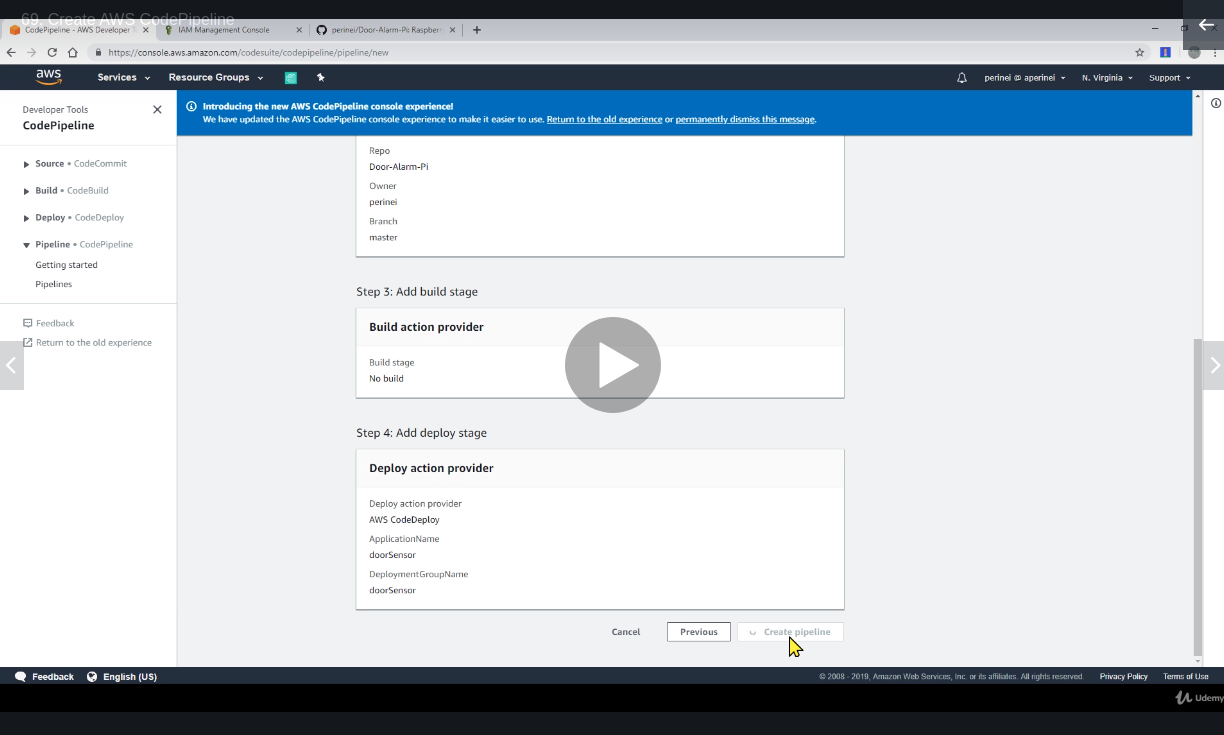 69. Create AWS CodePipeline
CodePipeline - AWS Developer T
IAM Management Console
perinei/Door-Alarm-Pi: Raspberr
https://console.aws.amazon.com/codesuite/codepipeline/pipeline/new
aws Services Resource Groups perinei @ aperinei N. Virginia Support
Developer Tools
CodePipeline
Source • CodeCommit
Build • CodeBuild
Deploy • CodeDeploy
Pipeline • CodePipeline
Getting started
Pipelines
Feedback
Return to the old experience
Introducing the new AWS CodePipeline console experience!
We have updated the AWS CodePipeline console experience to make it easier to use. Return to the old experience or permanently dismiss this message.
Repo
Door-Alarm-Pi
Owner
perinei
Branch
master
Step 3: Add build stage
Build action provider
Build stage
No build
Step 4: Add deploy stage
Deploy action provider
Deploy action provider
AWS CodeDeploy
ApplicationName
doorSensor
DeploymentGroupName
doorSensor
Cancel Previous Create pipeline
Feedback English (US) © 2008 - 2019, Amazon Web Services, Inc. or its affiliates. All rights reserved. Privacy Policy Terms of Use
Udemy